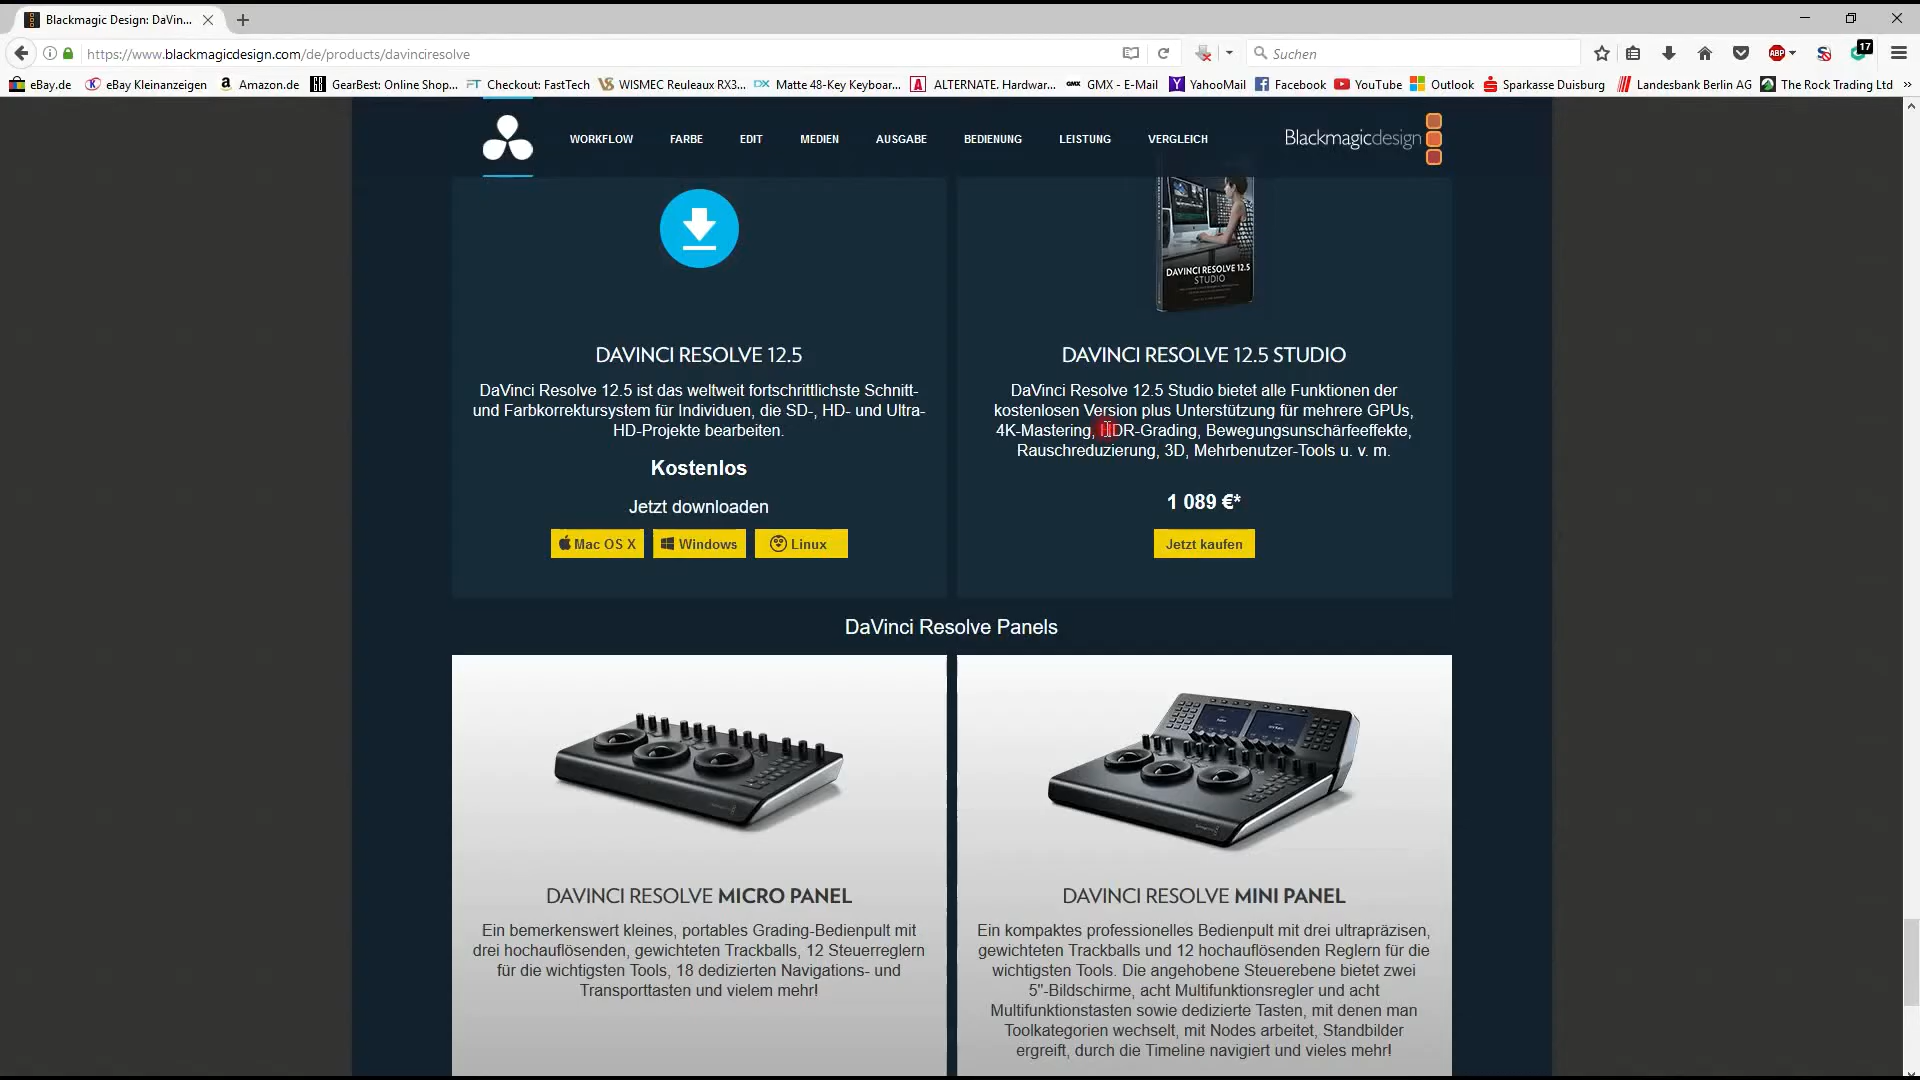 Blackmagic Design: DaVin...
https://www.blackmagicdesign.com/de/products/davinciresolve
Suchen
ABP
17
eBay.de
eBay Kleinanzeigen
Amazon.de
GearBest: Online Shop...
Checkout: FastTech
WISMEC Reuleaux RX3...
Matte 48-Key Keyboar...
ALTERNATE. Hardwar...
GMX - E-Mail
YahooMail
Facebook
YouTube
Outlook
Sparkasse Duisburg
Landesbank Berlin AG
The Rock Trading Ltd
WORKFLOW
FARBE
EDIT
MEDIEN
AUSGABE
BEDIENUNG
LEISTUNG
VERGLEICH
Blackmagicdesign
DAVINCI RESOLVE 12.5
STUDIO
DAVINCI RESOLVE 12.5
DaVinci Resolve 12.5 ist das weltweit fortschrittlichste Schnitt-
und Farbkorrektursystem für Individuen, die SD-, HD- und Ultra-
HD-Projekte bearbeiten.
Kostenlos
Jetzt downloaden
Mac OS X
Windows
Linux
DAVINCI RESOLVE 12.5 STUDIO
DaVinci Resolve 12.5 Studio bietet alle Funktionen der
kostenlosen Version plus Unterstützung für mehrere GPUs,
4K-Mastering, HDR-Grading, Bewegungsunschärfeeffekte,
Rauschreduzierung, 3D, Mehrbenutzer-Tools u. v. m.
1 089 €*
Jetzt kaufen
DaVinci Resolve Panels
DAVINCI RESOLVE MICRO PANEL
Ein bemerkenswert kleines, portables Grading-Bedienpult mit
drei hochauflösenden, gewichteten Trackballs, 12 Steuerreglern
für die wichtigsten Tools, 18 dedizierten Navigations- und
Transporttasten und vielem mehr!
DAVINCI RESOLVE MINI PANEL
Ein kompaktes professionelles Bedienpult mit drei ultrapräzisen,
gewichteten Trackballs und 12 hochauflösenden Reglern für die
wichtigsten Tools. Die angehobene Steuerebene bietet zwei
5"-Bildschirme, acht Multifunktionsregler und acht
Multifunktionstasten sowie dedizierte Tasten, mit denen man
Toolkategorien wechselt, mit Nodes arbeitet, Standbilder
ergreift, durch die Timeline navigiert und vieles mehr!